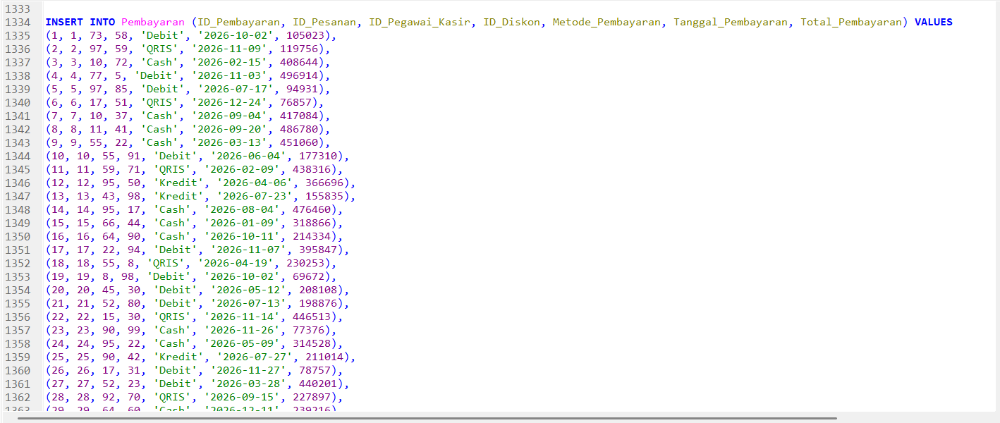 1333
1334 INSERT INTO Pembayaran (ID_Pembayaran, ID_Pesanan, ID_Pegawai_Kasir, ID_Diskon, Metode_Pembayaran, Tanggal_Pembayaran, Total_Pembayaran) VALUES
1335 (1, 1, 73, 58, 'Debit', '2026-10-02', 105023),
1336 (2, 2, 97, 59, 'QRIS', '2026-11-09', 119756),
1337 (3, 3, 10, 72, 'Cash', '2026-02-15', 408644),
1338 (4, 4, 77, 5, 'Debit', '2026-11-03', 496914),
1339 (5, 5, 97, 85, 'Debit', '2026-07-17', 94931),
1340 (6, 6, 17, 51, 'QRIS', '2026-12-24', 76857),
1341 (7, 7, 10, 37, 'Cash', '2026-09-04', 417084),
1342 (8, 8, 11, 41, 'Cash', '2026-09-20', 486780),
1343 (9, 9, 55, 22, 'Cash', '2026-03-13', 451060),
1344 (10, 10, 55, 91, 'Debit', '2026-06-04', 177310),
1345 (11, 11, 59, 71, 'QRIS', '2026-02-09', 438316),
1346 (12, 12, 95, 50, 'Kredit', '2026-04-06', 366696),
1347 (13, 13, 43, 98, 'Kredit', '2026-07-23', 155835),
1348 (14, 14, 95, 17, 'Cash', '2026-08-04', 476460),
1349 (15, 15, 66, 44, 'Cash', '2026-01-09', 318866),
1350 (16, 16, 64, 90, 'Cash', '2026-10-11', 214334),
1351 (17, 17, 22, 94, 'Debit', '2026-11-07', 395847),
1352 (18, 18, 55, 8, 'QRIS', '2026-04-19', 230253),
1353 (19, 19, 8, 98, 'Debit', '2026-10-02', 69672),
1354 (20, 20, 45, 30, 'Debit', '2026-05-12', 208108),
1355 (21, 21, 52, 80, 'Debit', '2026-07-13', 198876),
1356 (22, 22, 15, 30, 'QRIS', '2026-11-14', 446513),
1357 (23, 23, 90, 99, 'Cash', '2026-11-26', 77376),
1358 (24, 24, 95, 22, 'Cash', '2026-05-09', 314528),
1359 (25, 25, 90, 42, 'Kredit', '2026-07-27', 211014),
1360 (26, 26, 17, 31, 'Debit', '2026-11-27', 78757),
1361 (27, 27, 52, 23, 'Debit', '2026-03-28', 440201),
1362 (28, 28, 92, 70, 'QRIS', '2026-09-15', 227897),
1363 (29, 29, 64, 60, 'Cash', '2026-12-11', 239216),